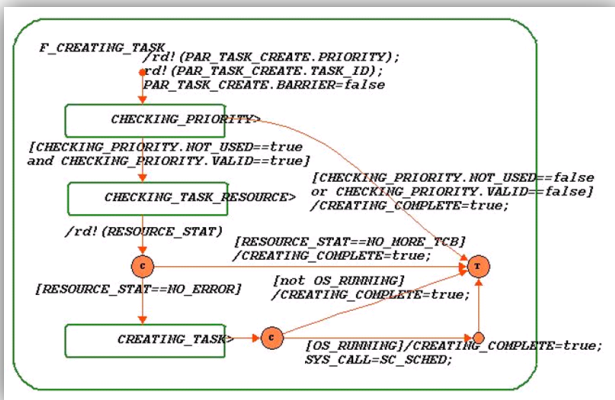 F_CREATING_TASK
/rd!(PAR_TASK_CREATE.PRIORITY);
rd!(PAR_TASK_CREATE.TASK_ID);
PAR_TASK_CREATE.BARRIER=false
CHECKING_PRIORITY>
[CHECKING_PRIORITY.NOT_USED==true
and CHECKING_PRIORITY.VALID==true]
[CHECKING_PRIORITY.NOT_USED==false
or CHECKING_PRIORITY.VALID==false]
/CREATING_COMPLETE=true;
CHECKING_TASK_RESOURCE>
/rd!(RESOURCE_STAT)
[RESOURCE_STAT==NO_MORE_TCB]
/CREATING_COMPLETE=true;
C
T
[RESOURCE_STAT==NO_ERROR]
[not OS_RUNNING]
/CREATING_COMPLETE=true;
CREATING_TASK>
C
[OS_RUNNING]/CREATING_COMPLETE=true;
SYS_CALL=SC_SCHED;